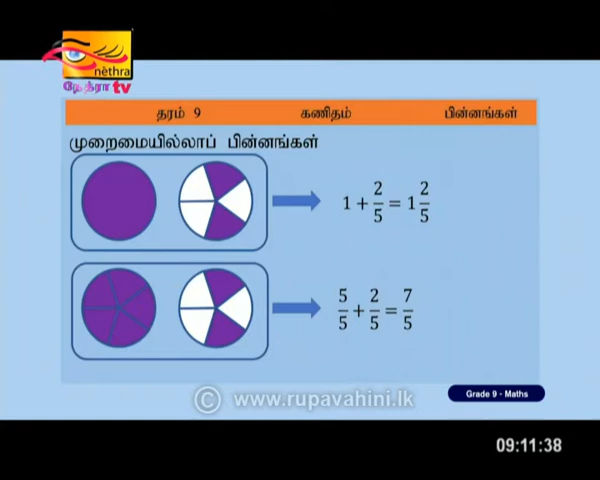 nèthra
நேத்ரா tv
தரம் 9 கணிதம் பின்னங்கள்
முறைமையில்லாப் பின்னங்கள்
1 + 2/5 = 1 2/5
5/5 + 2/5 = 7/5
Grade 9 - Maths
© www.rupavahini.lk
09:11:38